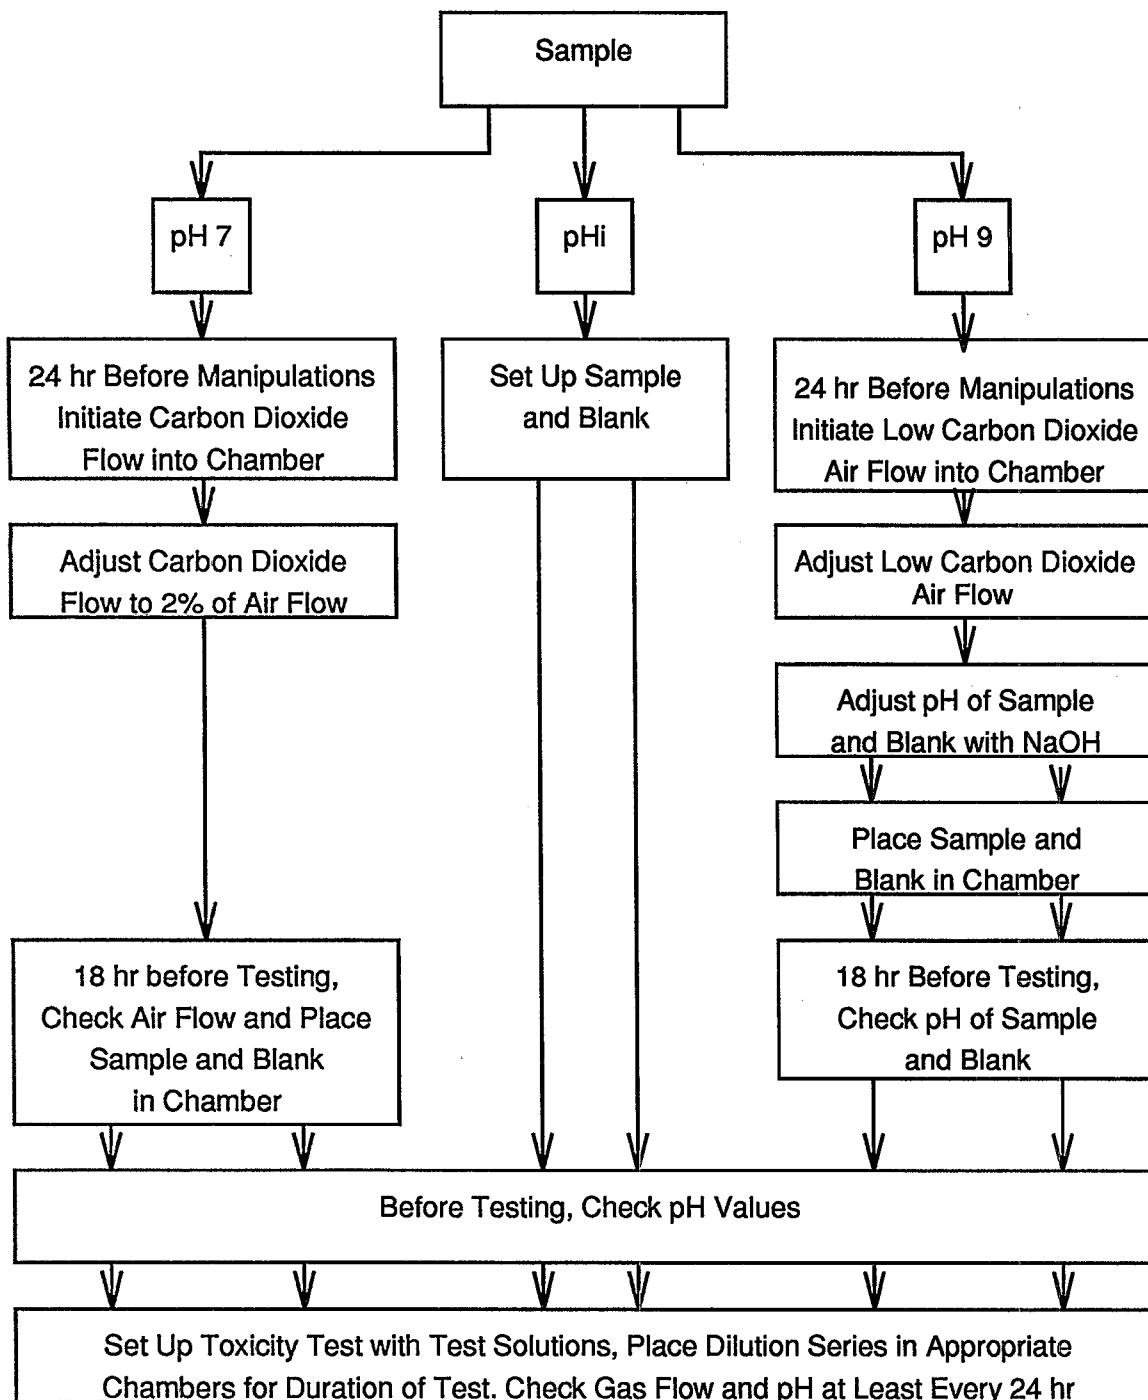 Sample
pH 7
pHi
pH 9
24 hr Before Manipulations
Initiate Carbon Dioxide
Flow into Chamber
Set Up Sample
and Blank
24 hr Before Manipulations
Initiate Low Carbon Dioxide
Air Flow into Chamber
Adjust Carbon Dioxide
Flow to 2% of Air Flow
Adjust Low Carbon Dioxide
Air Flow
Adjust pH of Sample
and Blank with NaOH
Place Sample and
Blank in Chamber
18 hr before Testing,
Check Air Flow and Place
Sample and Blank
in Chamber
18 hr Before Testing,
Check pH of Sample
and Blank
Before Testing, Check pH Values
Set Up Toxicity Test with Test Solutions, Place Dilution Series in Appropriate
Chambers for Duration of Test. Check Gas Flow and pH at Least Every 24 hr